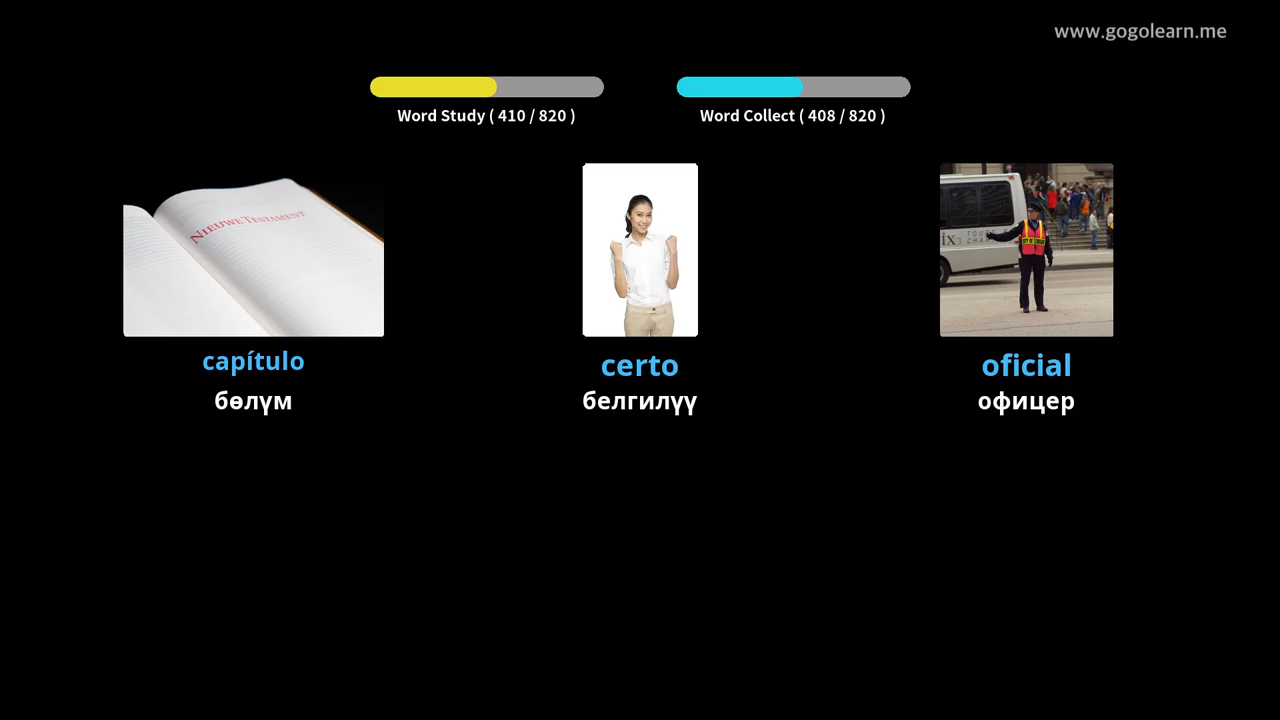 www.gogolearn.me
Word Study ( 410 / 820 )
Word Collect ( 408 / 820 )
NIEUWE TESTAMENT
capítulo
certo
oficial
бөлүм
белгилүү
офицер